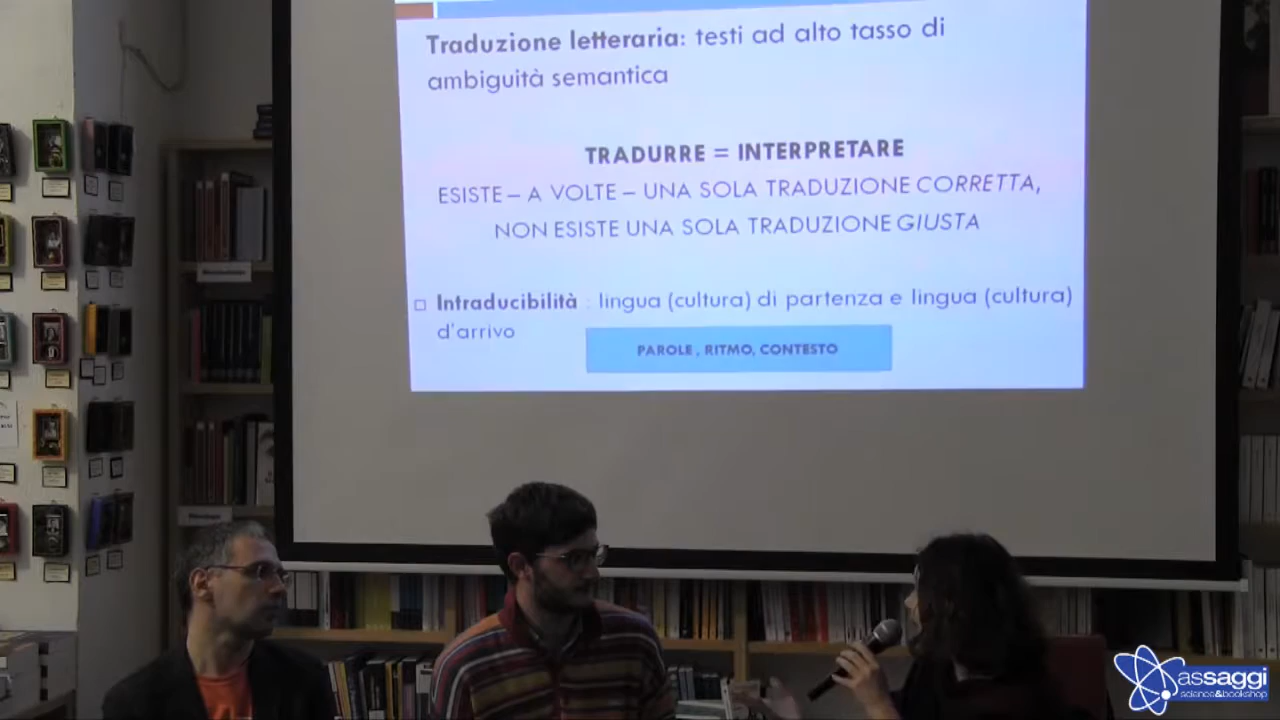 Traduzione letteraria: testi ad alto tasso di
ambiguità semantica
TRADURRE = INTERPRETARE
ESISTE – A VOLTE – UNA SOLA TRADUZIONE CORRETTA,
NON ESISTE UNA SOLA TRADUZIONE GIUSTA
Intraducibilità : lingua (cultura) di partenza e lingua (cultura)
d'arrivo
PAROLE , RITMO, CONTESTO
assaggi
science&bookshop